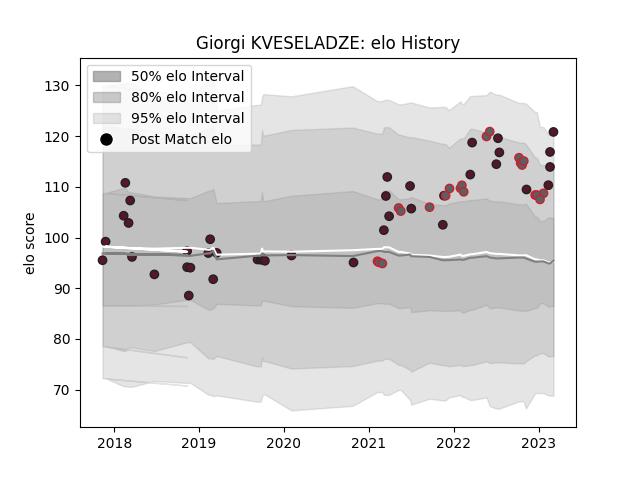 Giorgi KVESELADZE: elo History
50% elo Interval
80% elo Interval
95% elo Interval
Post Match elo
elo score
130
120
110
100
90
80
70
2018 2019 2020 2021 2022 2023